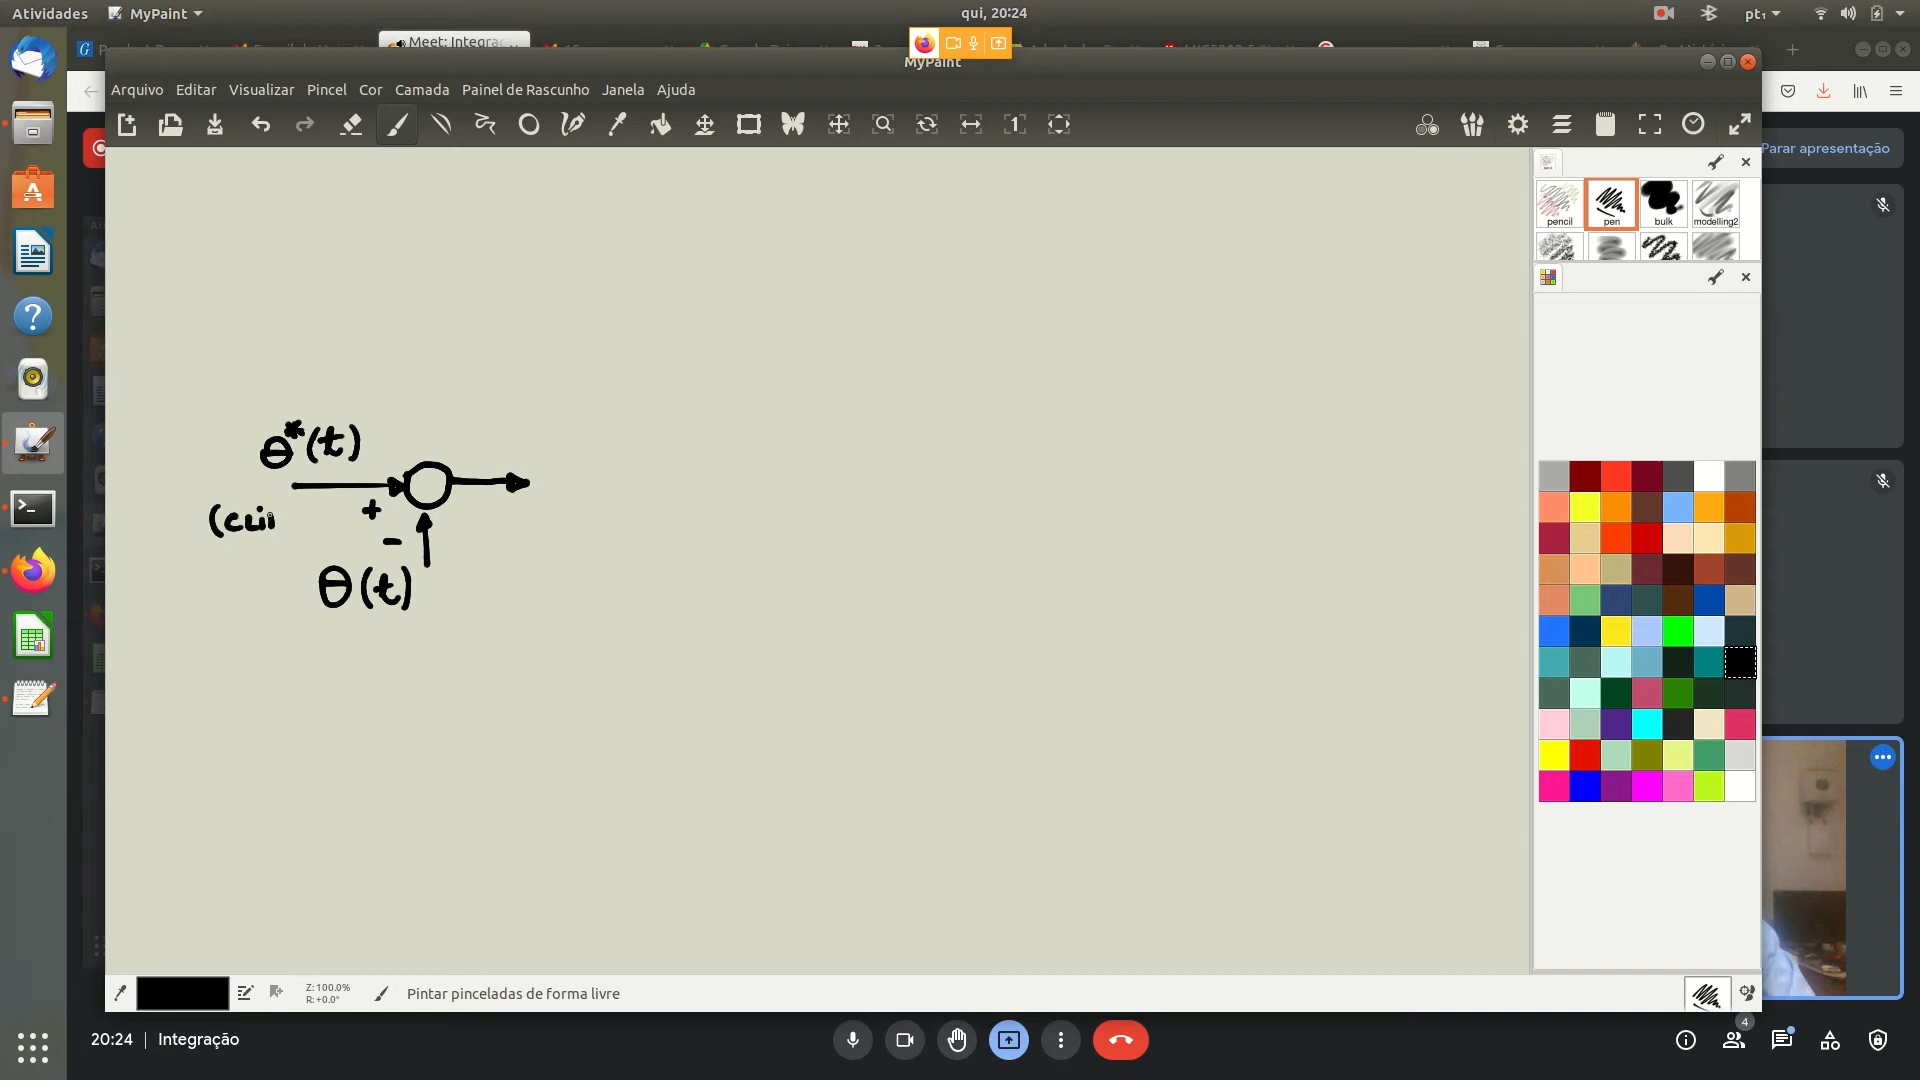 Atividades MyPaint qui, 20:24 pt₁
Meet: Integraç
MyPaint
Arquivo Editar Visualizar Pincel Cor Camada Painel de Rascunho Janela Ajuda
Parar apresentação
pencil pen bulk modelling2
θ*(t)
+
(cli
-
θ(t)
Z: 100.0%
R: +0.0°
Pintar pinceladas de forma livre
4
20:24 | Integração